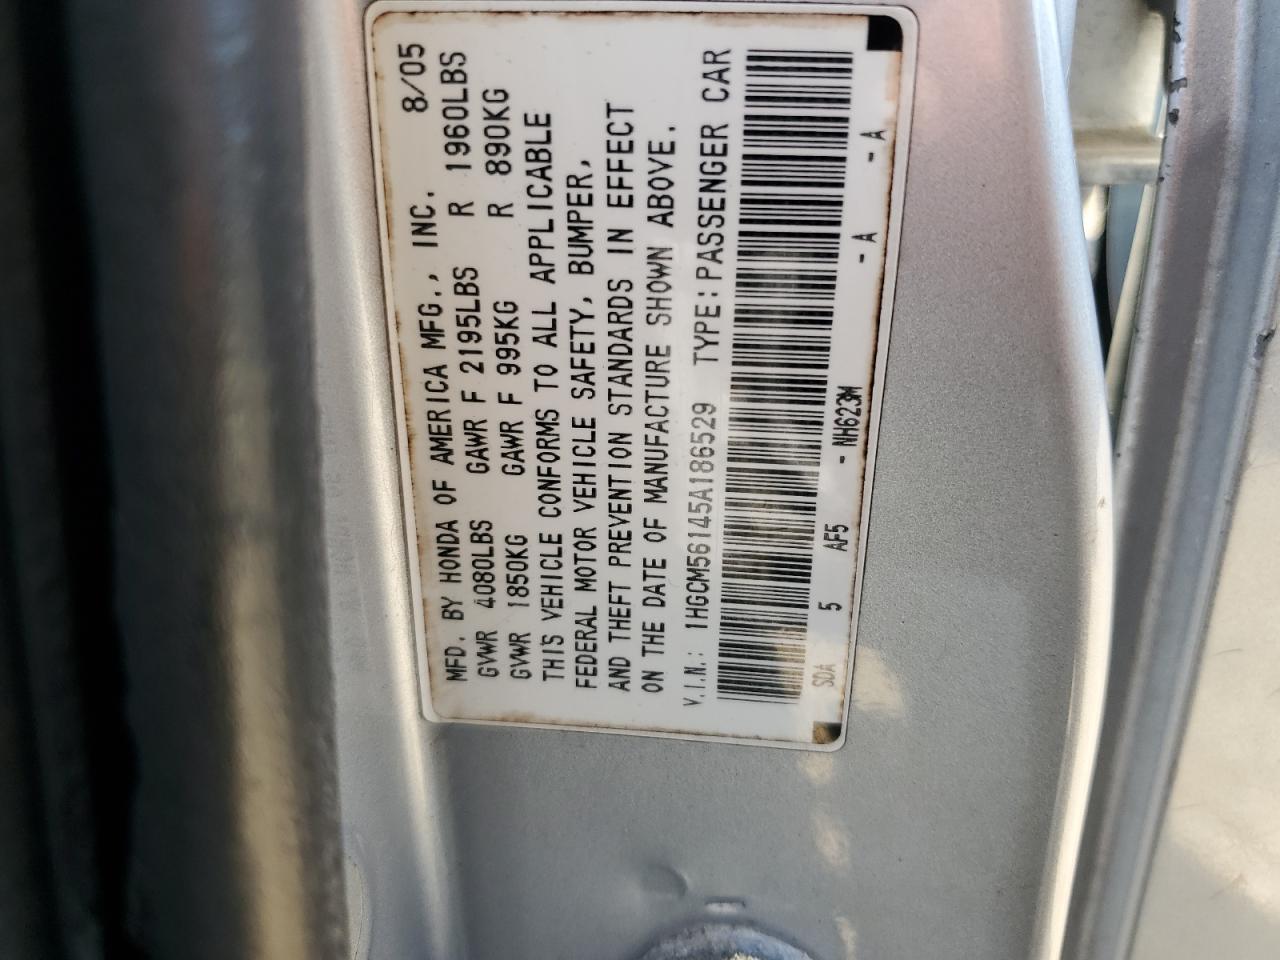 MFD. BY HONDA OF AMERICA MFG., INC. 8/05
GVWR 4080LBS GAWR F 2195LBS R 1960LBS
GVWR 1850KG GAWR F 995KG R 890KG
THIS VEHICLE CONFORMS TO ALL APPLICABLE
FEDERAL MOTOR VEHICLE SAFETY, BUMPER,
AND THEFT PREVENTION STANDARDS IN EFFECT
ON THE DATE OF MANUFACTURE SHOWN ABOVE.
V.I.N.: 1HGCM56145A186529 TYPE: PASSENGER CAR
SDA 5 AF5 - NH623M - A - A